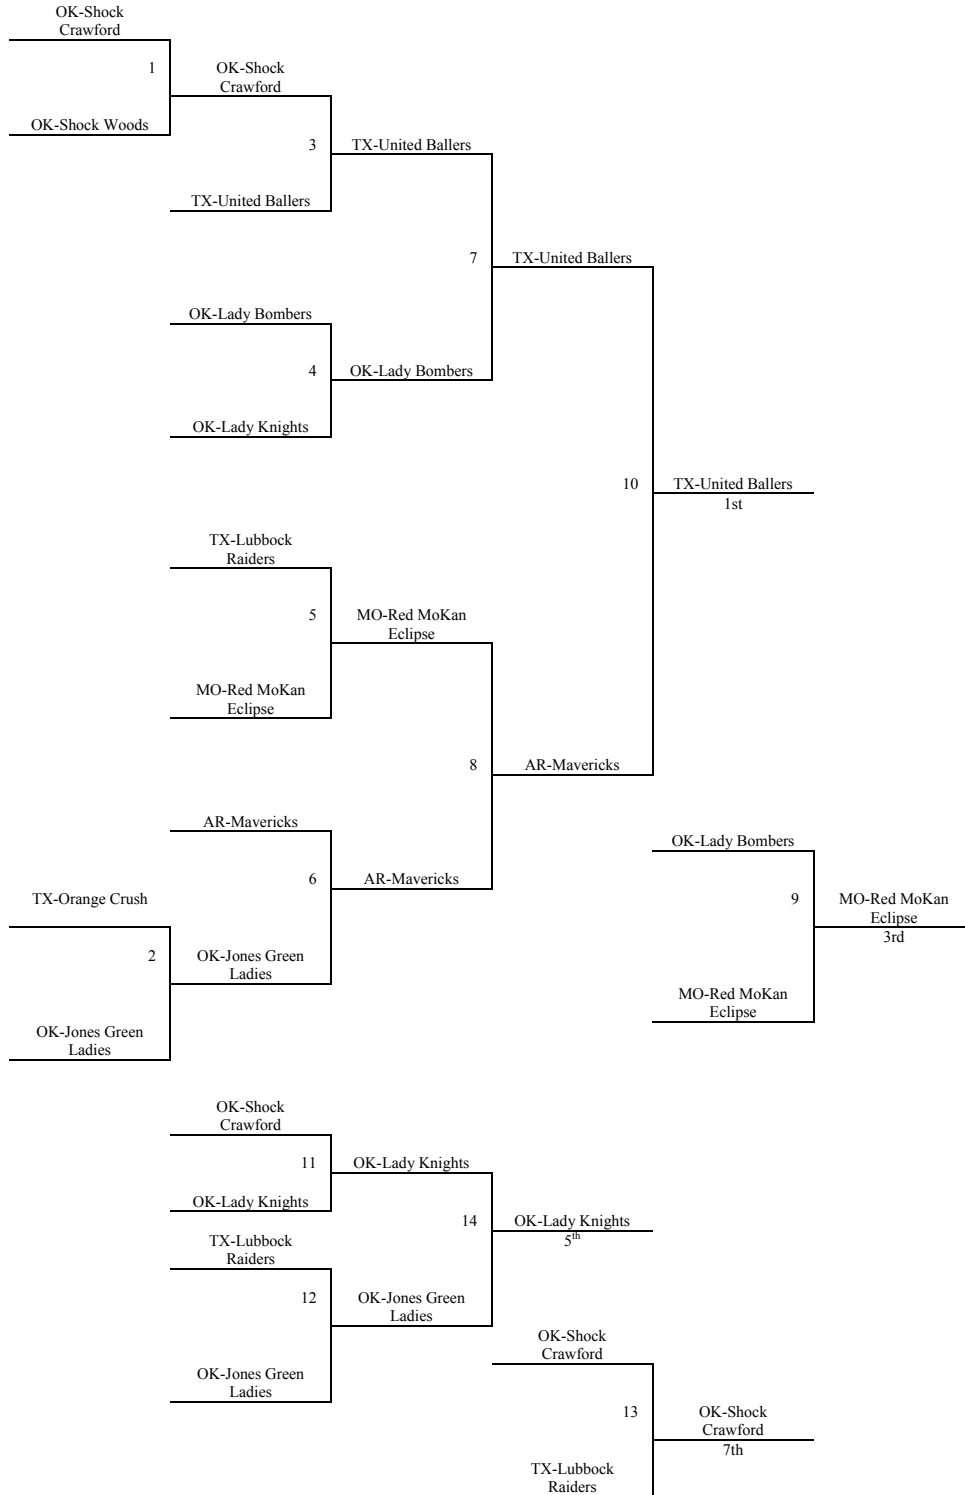 OK-Shock
Crawford
1
OK-Shock
Crawford
OK-Shock Woods
3
TX-United Ballers
TX-United Ballers
7
TX-United Ballers
OK-Lady Bombers
4
OK-Lady Bombers
OK-Lady Knights
10
TX-United Ballers
1st
TX-Lubbock
Raiders
5
MO-Red MoKan
Eclipse
MO-Red MoKan
Eclipse
8
AR-Mavericks
AR-Mavericks
OK-Lady Bombers
6
AR-Mavericks
TX-Orange Crush
9
MO-Red MoKan
Eclipse
3rd
2
OK-Jones Green
Ladies
MO-Red MoKan
Eclipse
OK-Jones Green
Ladies
OK-Shock
Crawford
11
OK-Lady Knights
OK-Lady Knights
14
OK-Lady Knights
5th
TX-Lubbock
Raiders
12
OK-Jones Green
Ladies
OK-Shock
Crawford
OK-Jones Green
Ladies
13
OK-Shock
Crawford
7th
TX-Lubbock
Raiders